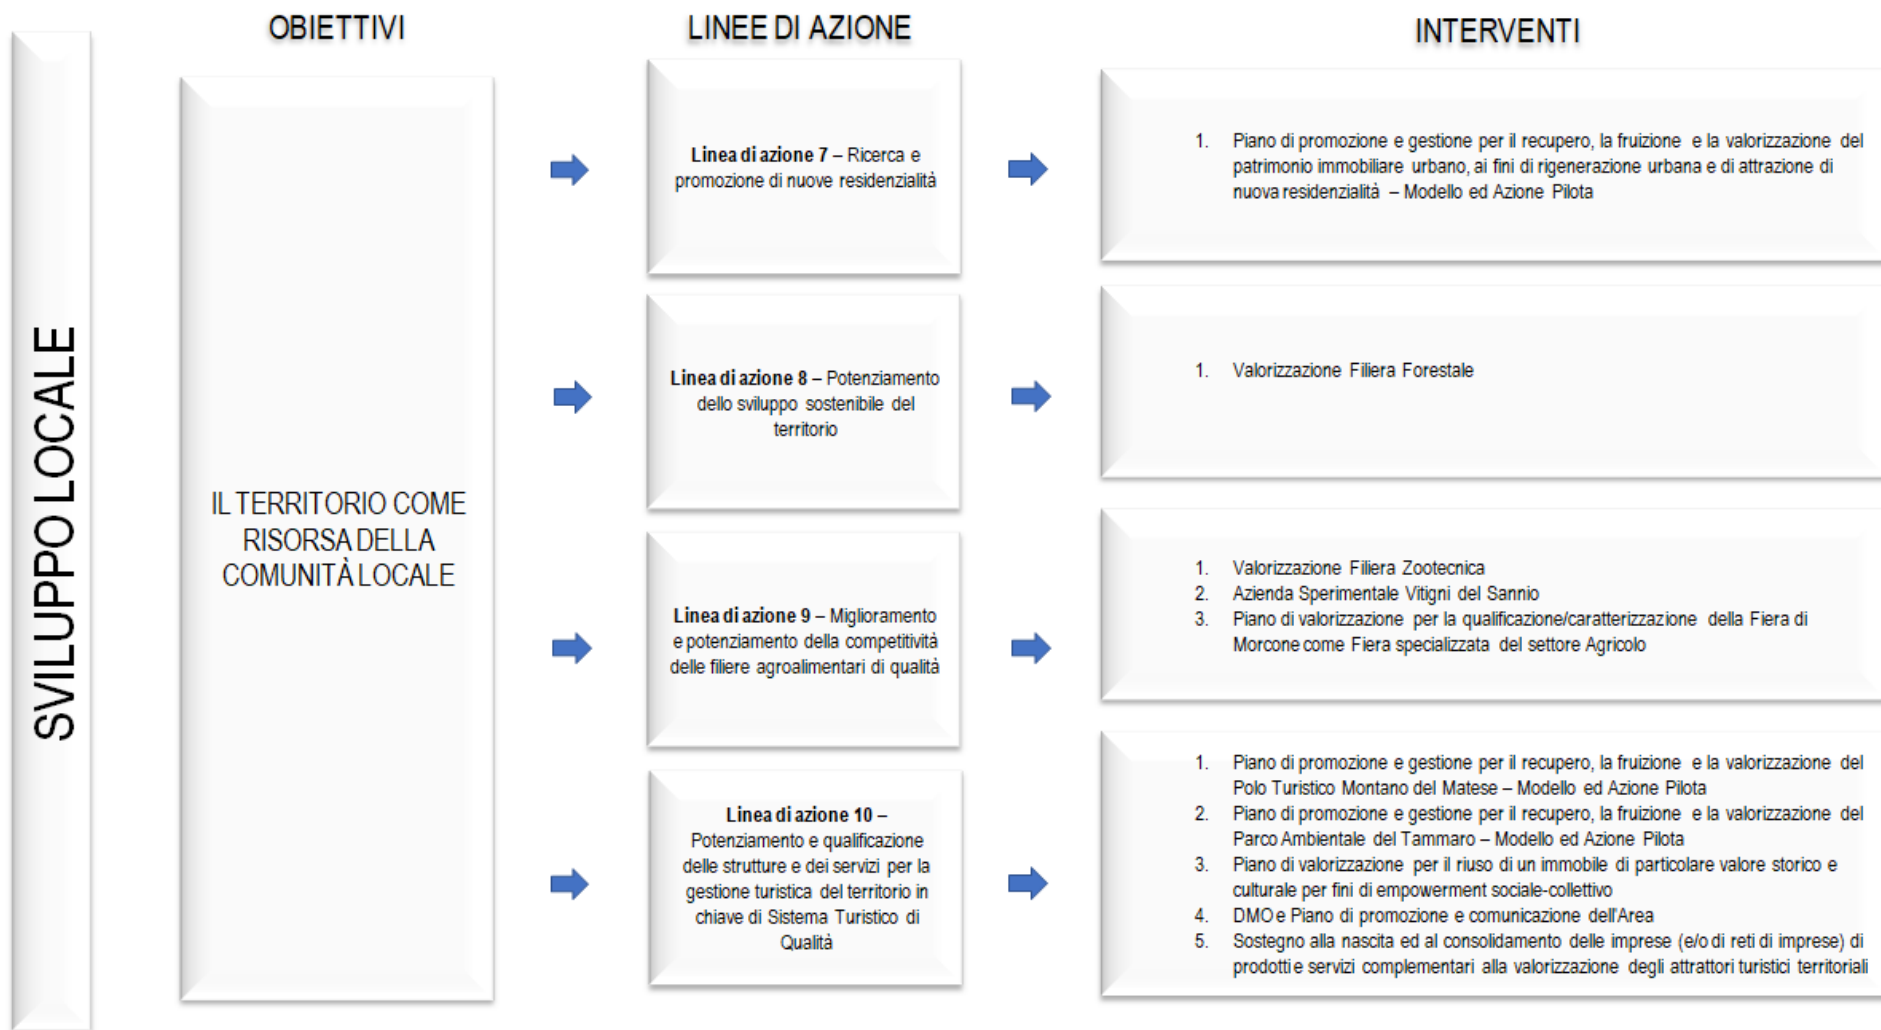 OBIETTIVI
LINEE DI AZIONE
INTERVENTI
SVILUPPO LOCALE
IL TERRITORIO COME
RISORSA DELLA
COMUNITÀ LOCALE
Linea di azione 7 – Ricerca e
promozione di nuove residenzialità
1. Piano di promozione e gestione per il recupero, la fruizione e la valorizzazione del
patrimonio immobiliare urbano, ai fini di rigenerazione urbana e di attrazione di
nuova residenzialità – Modello ed Azione Pilota
Linea di azione 8 – Potenziamento
dello sviluppo sostenibile del
territorio
1. Valorizzazione Filiera Forestale
Linea di azione 9 – Miglioramento
e potenziamento della competitività
delle filiere agroalimentari di qualità
1. Valorizzazione Filiera Zootecnica
2. Azienda Sperimentale Vitigni del Sannio
3. Piano di valorizzazione per la qualificazione/caratterizzazione della Fiera di
Morcone come Fiera specializzata del settore Agricolo
Linea di azione 10 –
Potenziamento e qualificazione
delle strutture e dei servizi per la
gestione turistica del territorio in
chiave di Sistema Turistico di
Qualità
1. Piano di promozione e gestione per il recupero, la fruizione e la valorizzazione del
Polo Turistico Montano del Matese – Modello ed Azione Pilota
2. Piano di promozione e gestione per il recupero, la fruizione e la valorizzazione del
Parco Ambientale del Tammaro – Modello ed Azione Pilota
3. Piano di valorizzazione per il riuso di un immobile di particolare valore storico e
culturale per fini di empowerment sociale-collettivo
4. DMO e Piano di promozione e comunicazione dell'Area
5. Sostegno alla nascita ed al consolidamento delle imprese (e/o di reti di imprese) di
prodotti e servizi complementari alla valorizzazione degli attrattori turistici territoriali